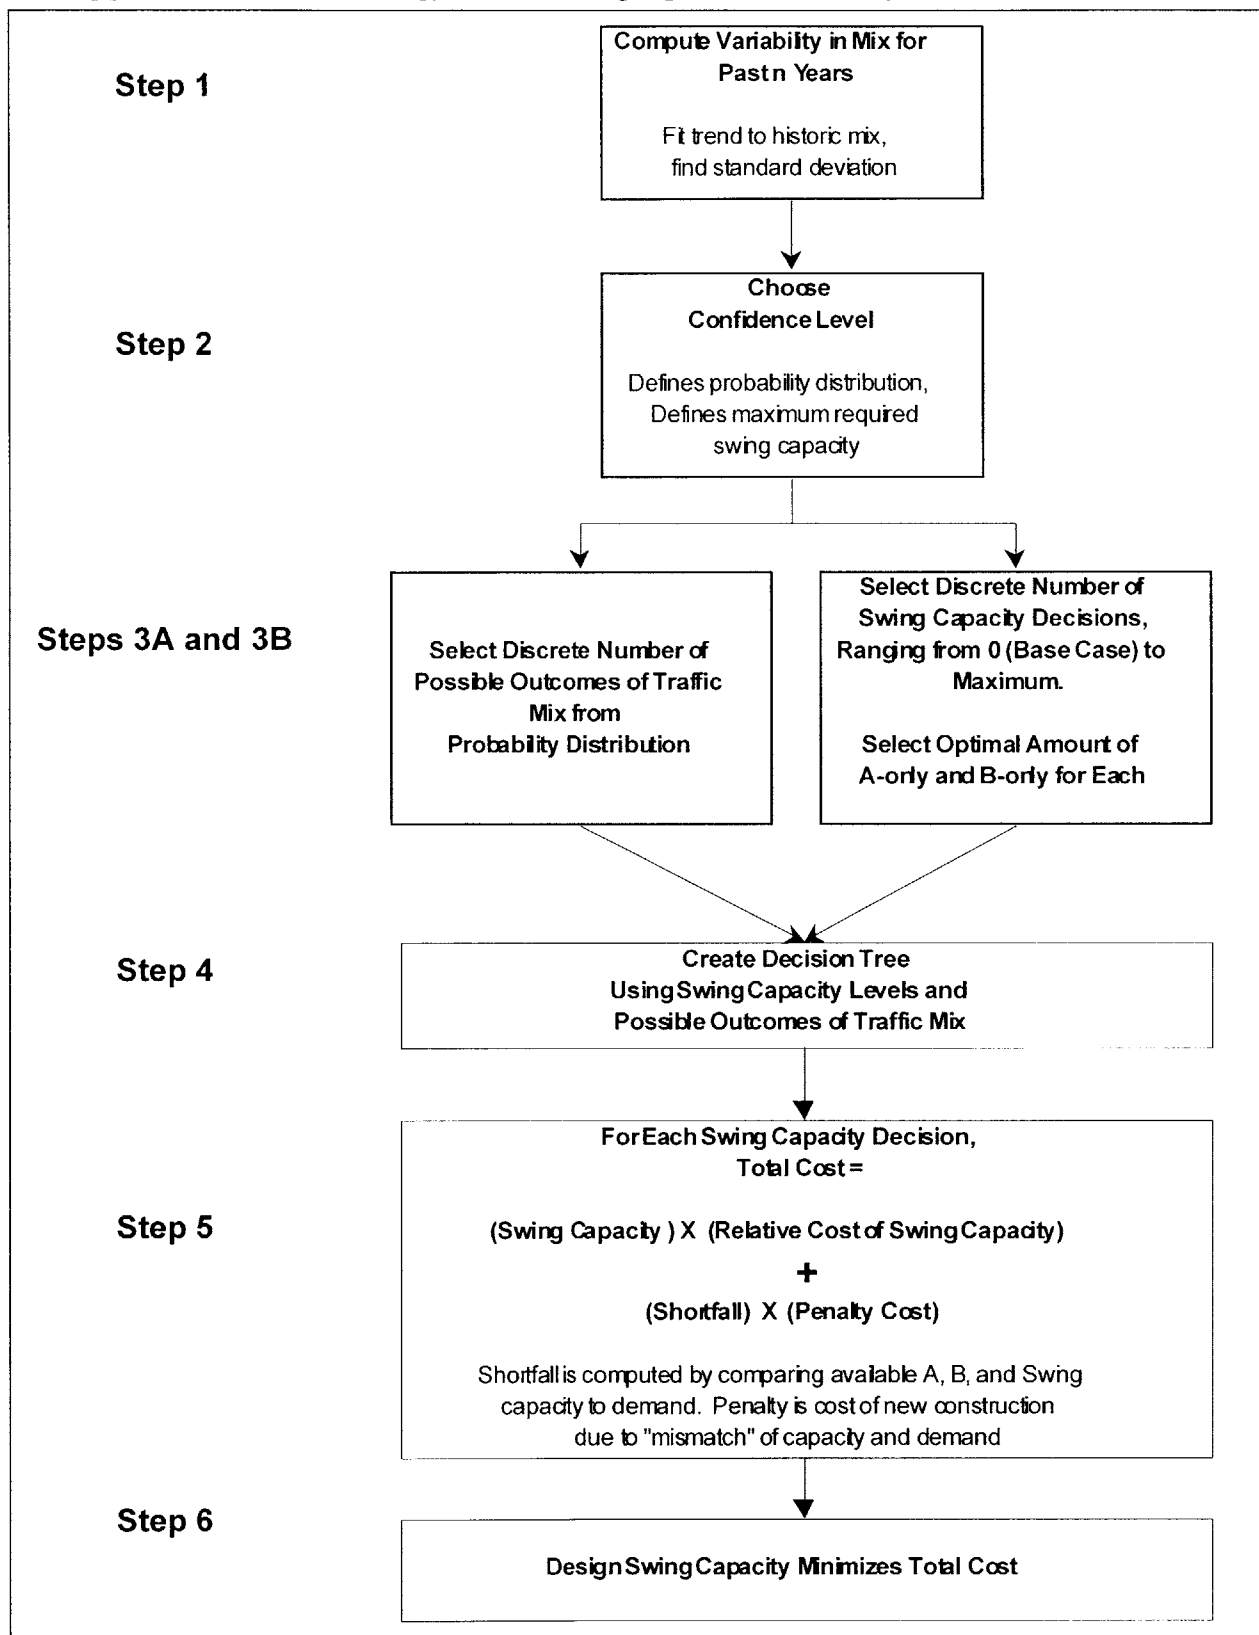 Step 1
Compute Variability in Mix for
Past n Years
Fit trend to historic mix,
find standard deviation
Step 2
Choose
Confidence Level
Defines probability distribution,
Defines maximum required
swing capacity
Steps 3A and 3B
Select Discrete Number of
Possible Outcomes of Traffic
Mix from
Probability Distribution
Select Discrete Number of
Swing Capacity Decisions,
Ranging from 0 (Base Case) to
Maximum.
Select Optimal Amount of
A-only and B-only for Each
Step 4
Create Decision Tree
Using Swing Capacity Levels and
Possible Outcomes of Traffic Mix
Step 5
For Each Swing Capacity Decision,
Total Cost =
(Swing Capacity ) X (Relative Cost of Swing Capacity)
+
(Shortfall) X (Penalty Cost)
Shortfall is computed by comparing available A, B, and Swing
capacity to demand. Penalty is cost of new construction
due to "mismatch" of capacity and demand
Step 6
Design Swing Capacity Minimizes Total Cost